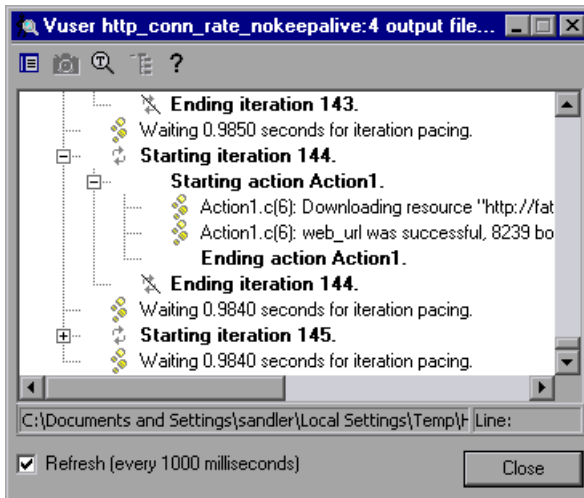 Vuser http_conn_rate_nokeepalive:4 output file...
Ending iteration 143.
Waiting 0.9850 seconds for iteration pacing.
Starting iteration 144.
Starting action Action1.
Action1.c(6): Downloading resource "http://fat
Action1.c(6): web_url was successful, 8239 bo
Ending action Action1.
Ending iteration 144.
Waiting 0.9840 seconds for iteration pacing.
Starting iteration 145.
Waiting 0.9840 seconds for iteration pacing.
C:\Documents and Settings\sandler\Local Settings\Temp\H Line:
Refresh (every 1000 milliseconds)
Close